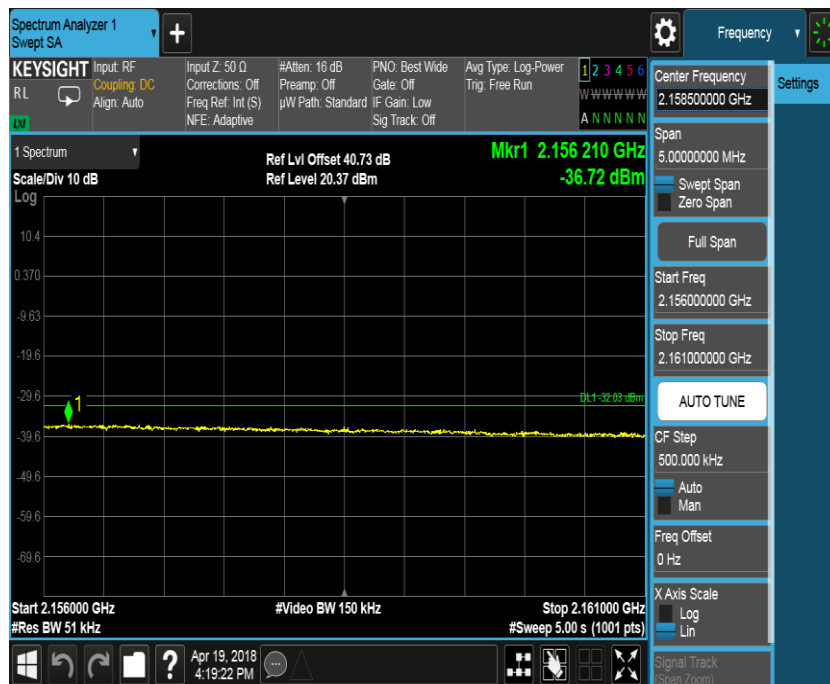 Spectrum Analyzer 1
Swept SA
+
Frequency
KEYSIGHT
RL
LXI
Input: RF
Coupling: DC
Align: Auto
Input Z: 50 Ω
Corrections: Off
Freq Ref: Int (S)
NFE: Adaptive
#Atten: 16 dB
Preamp: Off
µW Path: Standard
PNO: Best Wide
Gate: Off
IF Gain: Low
Sig Track: Off
Avg Type: Log-Power
Trig: Free Run
1 2 3 4 5 6
W W W W W W
A N N N N N
1 Spectrum
Scale/Div 10 dB
Ref Lvl Offset 40.73 dB
Ref Level 20.37 dBm
Mkr1 2.156 210 GHz
-36.72 dBm
Log
10.4
0.370
-9.63
-19.6
-29.6
-39.6
-49.6
-59.6
-69.6
1
DL1 -32.03 dBm
Start 2.156000 GHz
#Res BW 51 kHz
#Video BW 150 kHz
Stop 2.161000 GHz
#Sweep 5.00 s (1001 pts)
Center Frequency
2.158500000 GHz
Span
5.00000000 MHz
Swept Span
Zero Span
Full Span
Start Freq
2.156000000 GHz
Stop Freq
2.161000000 GHz
AUTO TUNE
CF Step
500.000 kHz
Auto
Man
Freq Offset
0 Hz
X Axis Scale
Log
Lin
Signal Track
(Span Zoom)
Settings
?
Apr 19, 2018
4:19:22 PM